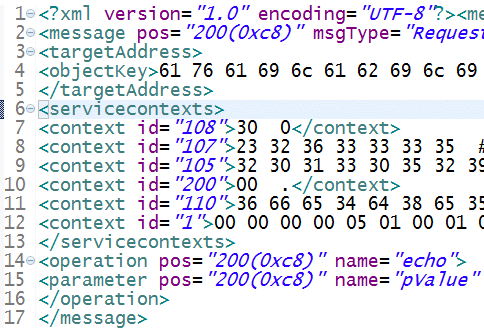 1 <?xml version="1.0" encoding="UTF-8"?><me
2 <message pos="200(0xc8)" msgType="Request
3 <targetAddress>
4 <objectKey>61 76 61 69 6c 61 62 69 6c 69
5 </targetAddress>
6 <servicecontexts>
7 <context id="108">30  0</context>
8 <context id="107">23 32 36 33 33 33 35  #
9 <context id="105">32 30 31 33 30 35 32 39
10 <context id="200">00  .</context>
11 <context id="110">36 66 65 34 64 38 65 35
12 <context id="1">00 00 00 00 05 01 00 01 0
13 </servicecontexts>
14 <operation pos="200(0xc8)" name="echo">
15 <parameter pos="200(0xc8)" name="pValue"
16 </operation>
17 </message>